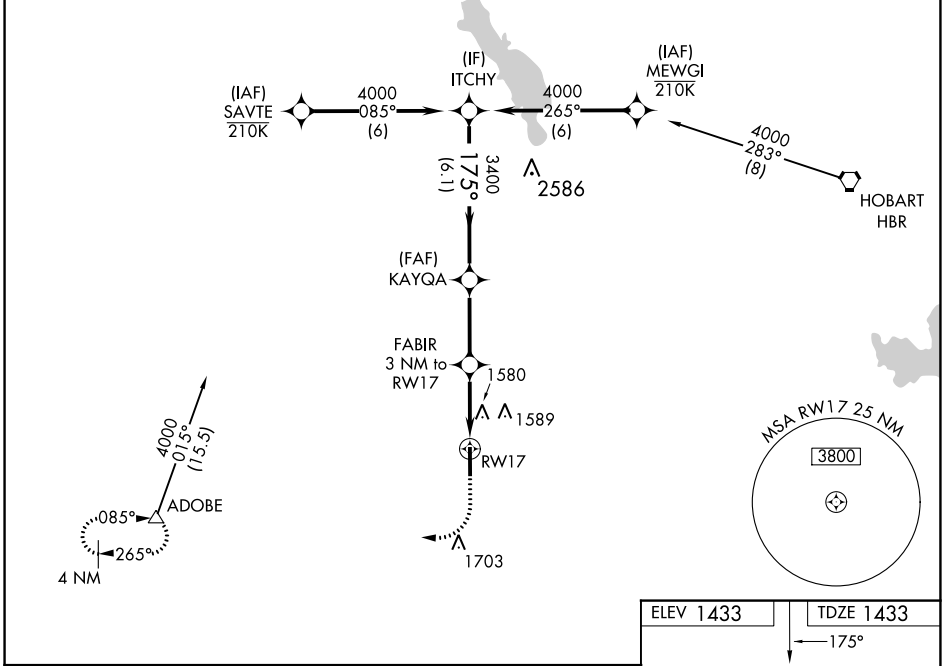 (IAF)
SAVTE
210K
4000
085°
(6)
(IF)
ITCHY
4000
265°
(6)
(IAF)
MEWGI
210K
4000
283°
(8)
HOBART
HBR
3400
175°
(6.1)
2586
(FAF)
KAYQA
FABIR
3 NM to
RW17
1580
1589
RW17
1703
4000
015°
(15.5)
ADOBE
085°
265°
4 NM
MSA RW17 25 NM
3800
ELEV 1433
TDZE 1433
175°